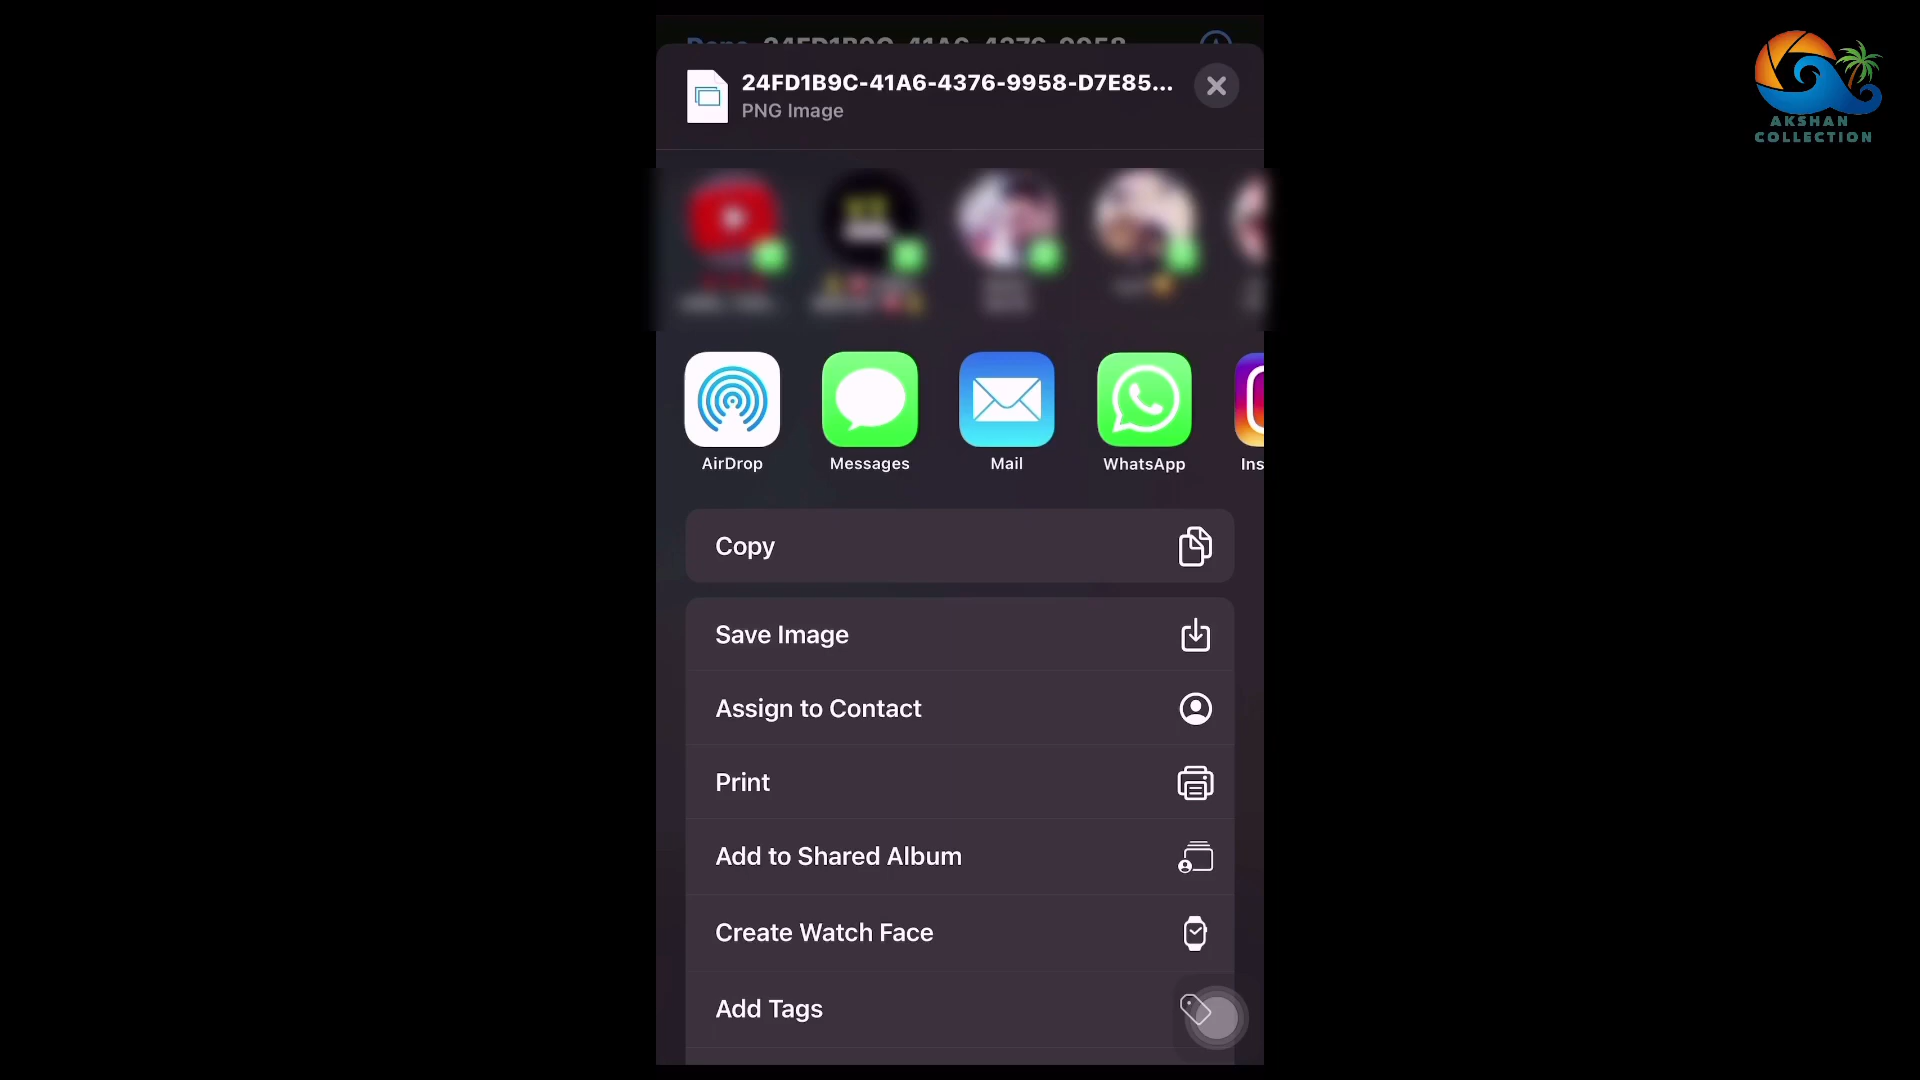 24FD1B9C-41A6-4376-9958-D7E85...
PNG Image
AirDrop
Messages
Mail
WhatsApp
Ins
Copy
Save Image
Assign to Contact
Print
Add to Shared Album
Create Watch Face
Add Tags
AKSHAN
COLLECTION